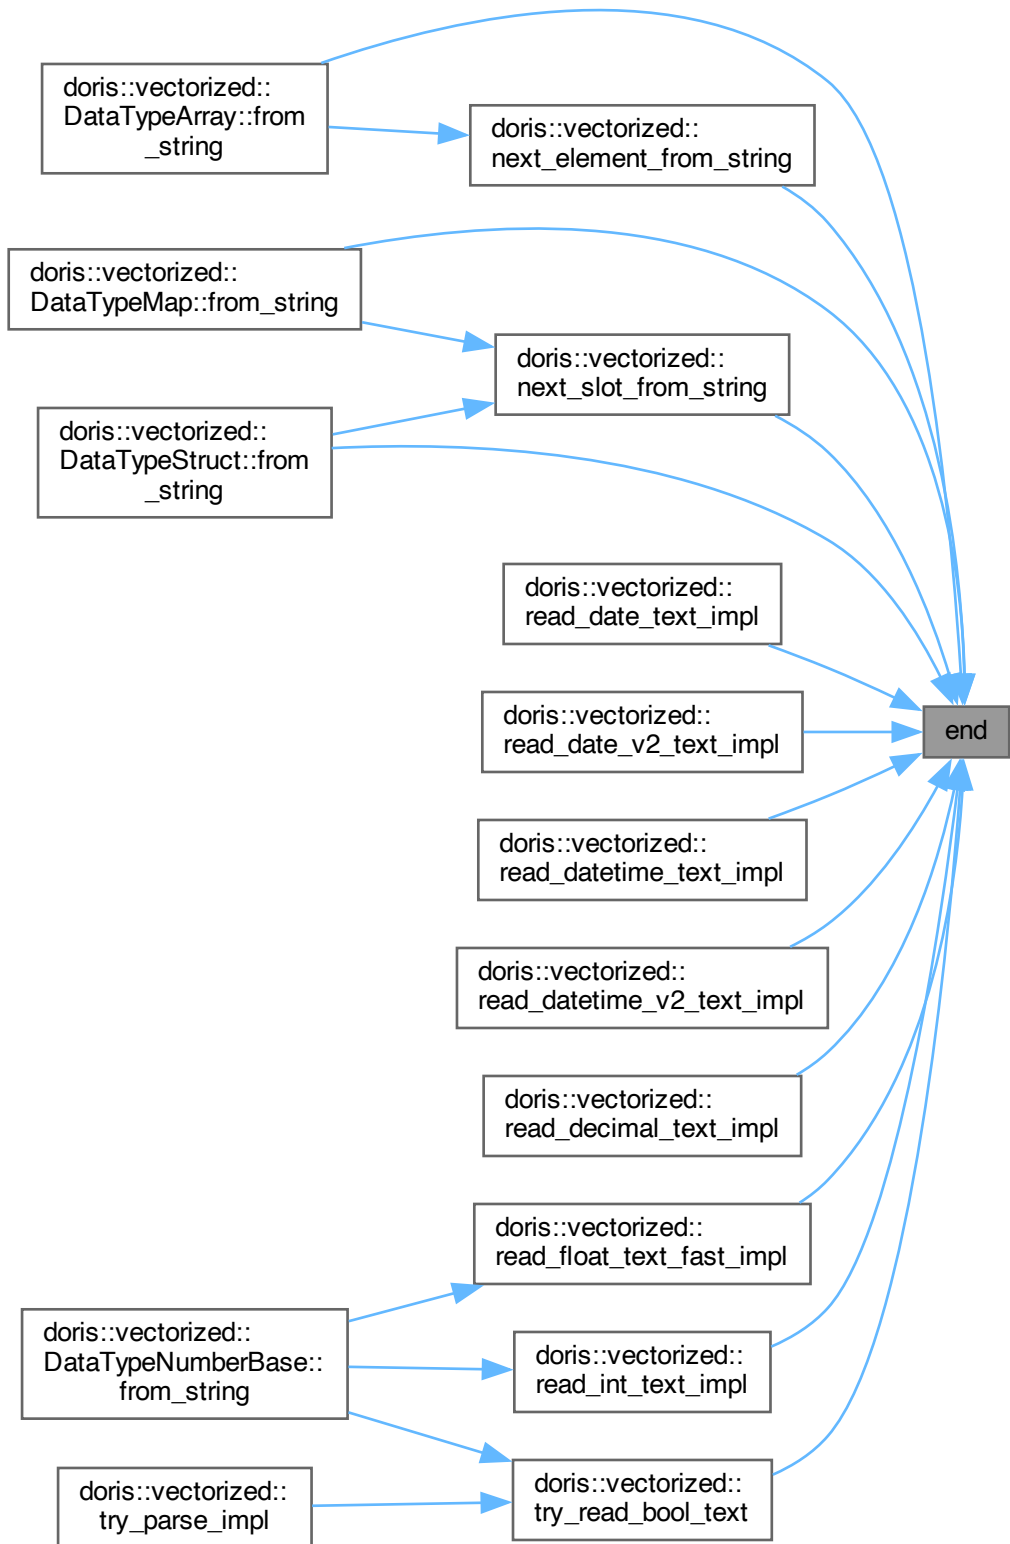 doris::vectorized::
DataTypeArray::from
_string
doris::vectorized::
next_element_from_string
doris::vectorized::
DataTypeMap::from_string
doris::vectorized::
next_slot_from_string
doris::vectorized::
DataTypeStruct::from
_string
doris::vectorized::
read_date_text_impl
doris::vectorized::
read_date_v2_text_impl
end
doris::vectorized::
read_datetime_text_impl
doris::vectorized::
read_datetime_v2_text_impl
doris::vectorized::
read_decimal_text_impl
doris::vectorized::
read_float_text_fast_impl
doris::vectorized::
DataTypeNumberBase::
from_string
doris::vectorized::
read_int_text_impl
doris::vectorized::
try_parse_impl
doris::vectorized::
try_read_bool_text